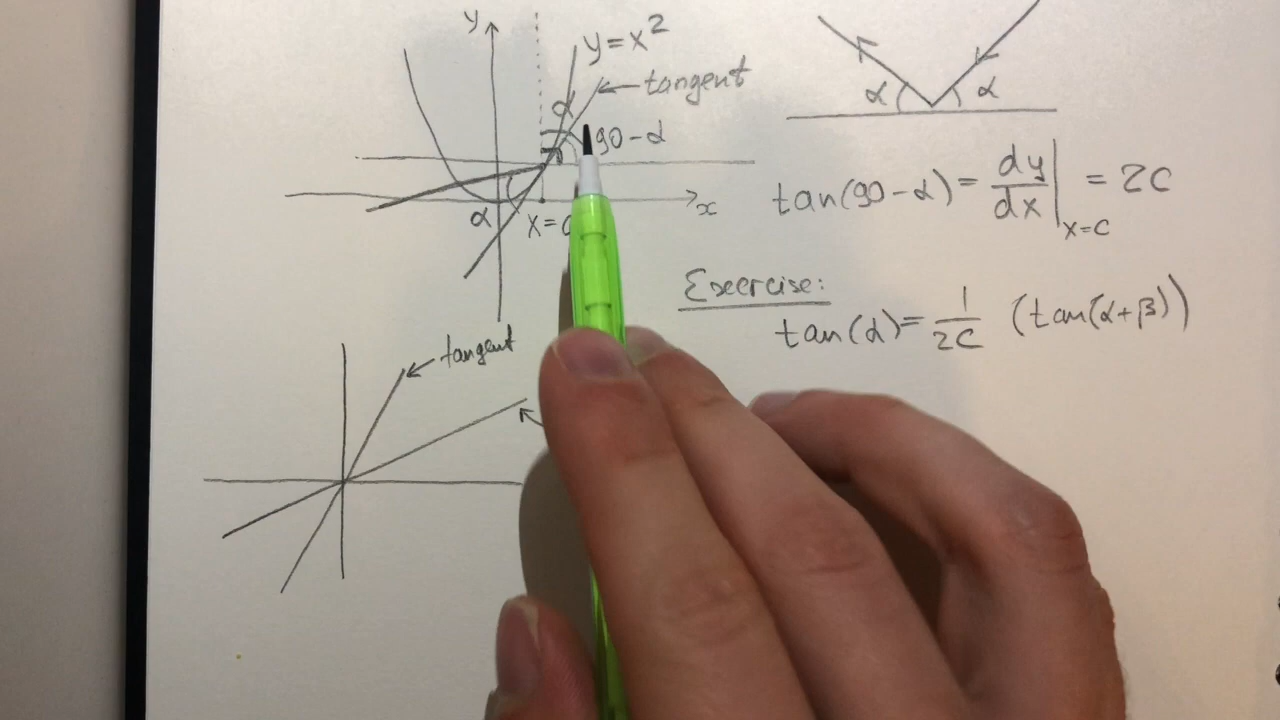 y
y=x²
tangent
α
90-α
α
x
x=
α
α
tan(90-α) = dy/dx |x=c = 2c
Exercise:
tan(α)= 1/2c (tan(α+β))
tangent